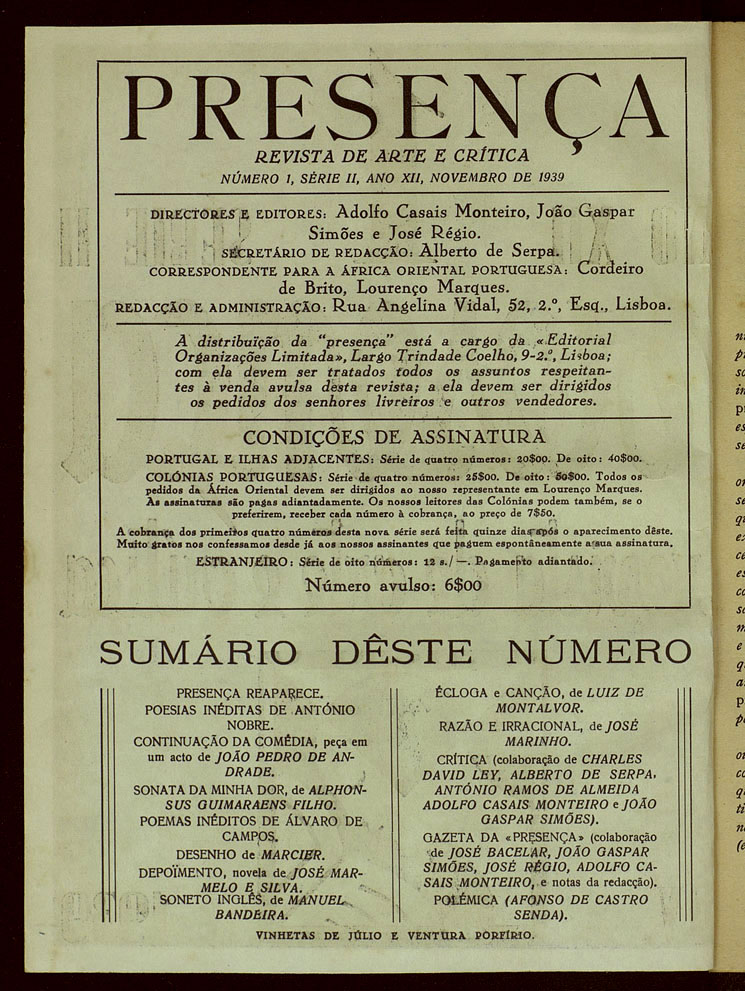 PRESENÇA
REVISTA DE ARTE E CRÍTICA
NÚMERO 1, SÉRIE II, ANO XII, NOVEMBRO DE 1939
DIRECTORES E EDITORES: Adolfo Casais Monteiro, João Gaspar
Simões e José Régio.
SECRETÁRIO DE REDACÇÃO: Alberto de Serpa.
CORRESPONDENTE PARA A ÁFRICA ORIENTAL PORTUGUESA: Cordeiro
de Brito, Lourenço Marques.
REDACÇÃO E ADMINISTRAÇÃO: Rua Angelina Vidal, 52, 2.º, Esq., Lisboa.
A distribuïção da "presença" está a cargo da «Editorial
Organizações Limitada», Largo Trindade Coelho, 9-2.º, Lisboa;
com ela devem ser tratados todos os assuntos respeitan-
tes à venda avulsa desta revista; a ela devem ser dirigidos
os pedidos dos senhores livreiros e outros vendedores.
CONDIÇÕES DE ASSINATURA
PORTUGAL E ILHAS ADJACENTES: Série de quatro números: 20$00. De oito: 40$00.
COLÓNIAS PORTUGUESAS: Série de quatro números: 25$00. De oito: 50$00. Todos os
pedidos da África Oriental devem ser dirigidos ao nosso representante em Lourenço Marques.
As assinaturas são pagas adiantadamente. Os nossos leitores das Colónias podem também, se o
preferirem, receber cada número à cobrança, ao preço de 7$50.
A cobrança dos primeiros quatro números desta nova série será feita quinze dias após o aparecimento dêste.
Muito gratos nos confessamos desde já aos nossos assinantes que paguem espontâneamente a sua assinatura.
ESTRANJEIRO: Série de oito números: 12 s./—. Pagamento adiantado.
Número avulso: 6$00
SUMÁRIO DÊSTE NÚMERO
PRESENÇA REAPARECE.
POESIAS INÉDITAS DE ANTÓNIO
NOBRE.
CONTINUAÇÃO DA COMÉDIA, peça em
um acto de JOÃO PEDRO DE AN-
DRADE.
SONATA DA MINHA DOR, de ALPHON-
SUS GUIMARAENS FILHO.
POEMAS INÉDITOS DE ÁLVARO DE
CAMPOS.
DESENHO de MARCIER.
DEPOÏMENTO, novela de JOSÉ MAR-
MELO E SILVA.
SONETO INGLÊS, de MANUEL
BANDEIRA.
ÉCLOGA e CANÇÃO, de LUIZ DE
MONTALVOR.
RAZÃO E IRRACIONAL, de JOSÉ
MARINHO.
CRÍTICA (colaboração de CHARLES
DAVID LEY, ALBERTO DE SERPA,
ANTÓNIO RAMOS DE ALMEIDA
ADOLFO CASAIS MONTEIRO e JOÃO
GASPAR SIMÕES).
GAZETA DA «PRESENÇA» (colaboração
de JOSÉ BACELAR, JOÃO GASPAR
SIMÕES, JOSÉ RÉGIO, ADOLFO CA-
SAIS MONTEIRO, e notas da redacção).
POLÉMICA (AFONSO DE CASTRO
SENDA).
VINHETAS DE JÚLIO E VENTURA PORFÍRIO.